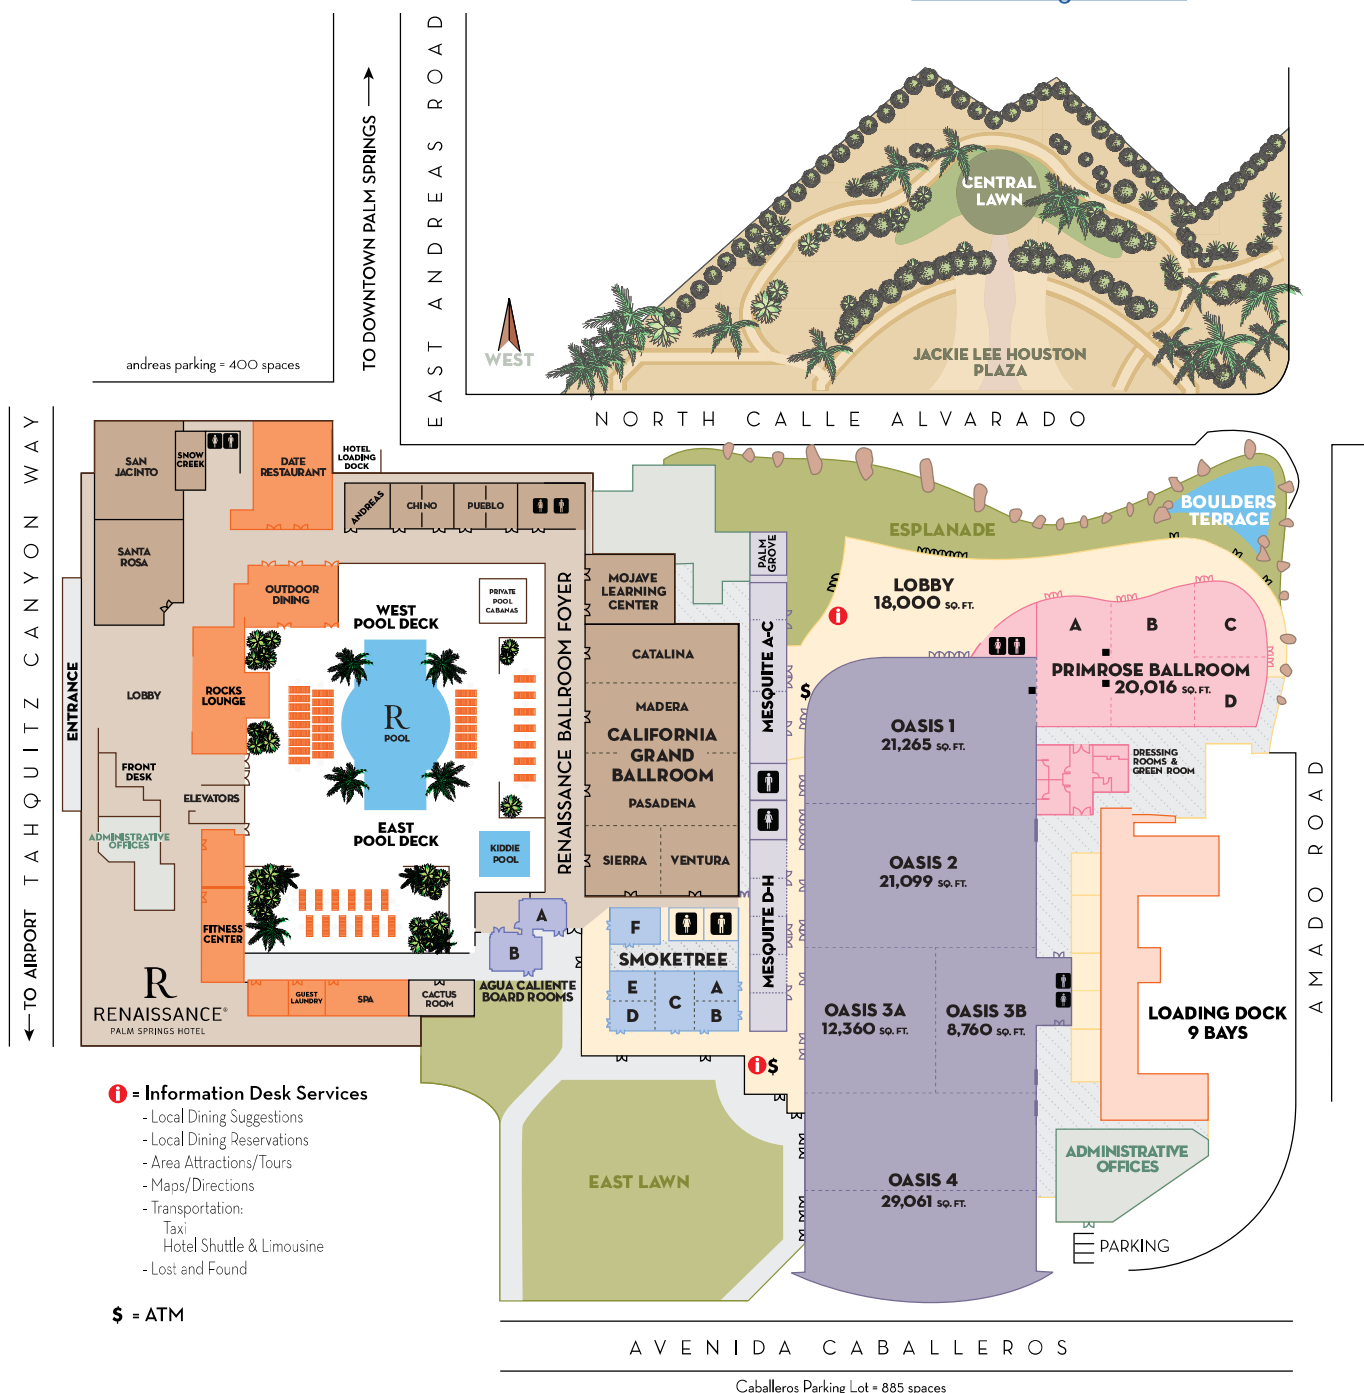 EAST ANDREAS ROAD
TO DOWNTOWN PALM SPRINGS
CENTRAL
LAWN
JACKIE LEE HOUSTON
PLAZA
WEST
andreas parking = 400 spaces
NORTH CALLE ALVARADO
TAHQUITZ CANYON WAY
TO AIRPORT
ENTRANCE
SAN
JACINTO
SNOW
CREEK
DATE
RESTAURANT
HOTEL
LOADING
DOCK
ANDREAS
CHINO
PUEBLO
SANTA
ROSA
OUTDOOR
DINING
WEST
POOL DECK
PRIVATE
POOL
CABANAS
RENAISSANCE BALLROOM FOYER
MOJAVE
LEARNING
CENTER
PALM
GROVE
ESPLANADE
BOULDERS
TERRACE
LOBBY
18,000 SQ. FT.
i
A
B
C
PRIMROSE BALLROOM
20,016 SQ. FT.
D
LOBBY
ROCKS
LOUNGE
R
POOL
CATALINA
MADERA
CALIFORNIA
GRAND
BALLROOM
PASADENA
SIERRA
VENTURA
MESQUITE A-C
$
OASIS 1
21,265 SQ. FT.
DRESSING
ROOMS &
GREEN ROOM
FRONT
DESK
ELEVATORS
ADMINISTRATIVE
OFFICES
EAST
POOL DECK
KIDDIE
POOL
OASIS 2
21,099 SQ. FT.
AMADO ROAD
FITNESS
CENTER
A
B
AGUA CALIENTE
BOARD ROOMS
F
SMOKETREE
E
A
C
D
B
MESQUITE D-H
GUEST
LAUNDRY
SPA
CACTUS
ROOM
R
RENAISSANCE®
PALM SPRINGS HOTEL
OASIS 3A
12,360 SQ. FT.
OASIS 3B
8,760 SQ. FT.
LOADING DOCK
9 BAYS
i $
i = Information Desk Services
- Local Dining Suggestions
- Local Dining Reservations
- Area Attractions/Tours
- Maps/Directions
- Transportation:
Taxi
Hotel Shuttle & Limousine
- Lost and Found
$ = ATM
EAST LAWN
OASIS 4
29,061 SQ. FT.
ADMINISTRATIVE
OFFICES
PARKING
AVENIDA CABALLEROS
Caballeros Parking Lot = 885 spaces